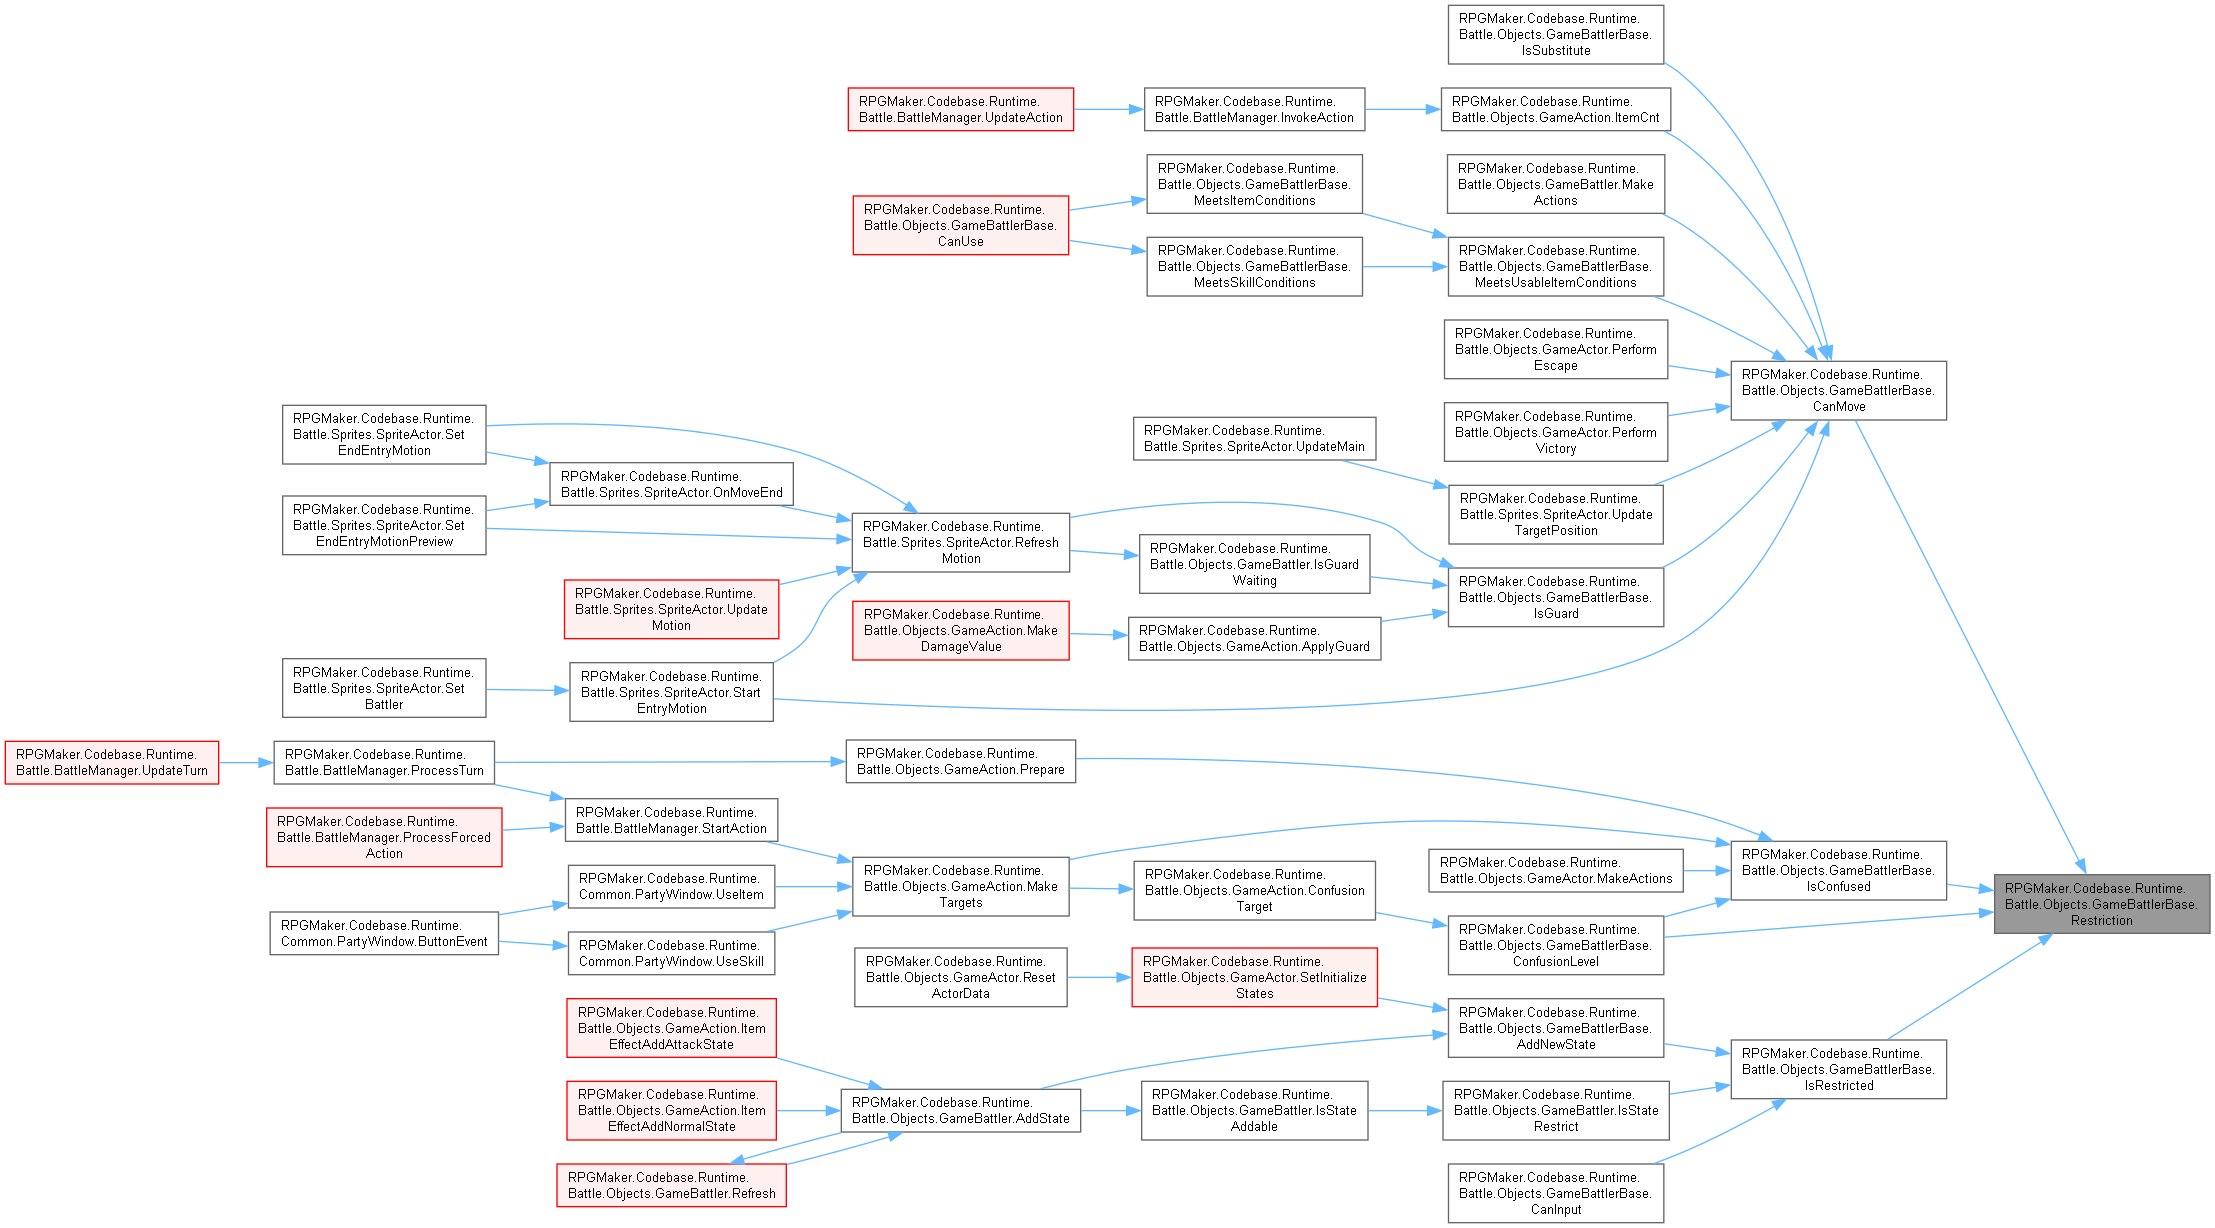 RPGMaker.Codebase.Runtime.
Battle.Objects.GameBattlerBase.
IsSubstitute
RPGMaker.Codebase.Runtime.
Battle.BattleManager.UpdateAction
RPGMaker.Codebase.Runtime.
Battle.BattleManager.InvokeAction
RPGMaker.Codebase.Runtime.
Battle.Objects.GameAction.ItemCnt
RPGMaker.Codebase.Runtime.
Battle.Objects.GameBattlerBase.
MeetsItemConditions
RPGMaker.Codebase.Runtime.
Battle.Objects.GameBattler.Make
Actions
RPGMaker.Codebase.Runtime.
Battle.Objects.GameBattlerBase.
CanUse
RPGMaker.Codebase.Runtime.
Battle.Objects.GameBattlerBase.
MeetsSkillConditions
RPGMaker.Codebase.Runtime.
Battle.Objects.GameBattlerBase.
MeetsUsableItemConditions
RPGMaker.Codebase.Runtime.
Battle.Objects.GameActor.Perform
Escape
RPGMaker.Codebase.Runtime.
Battle.Objects.GameBattlerBase.
CanMove
RPGMaker.Codebase.Runtime.
Battle.Objects.GameActor.Perform
Victory
RPGMaker.Codebase.Runtime.
Battle.Sprites.SpriteActor.Set
EndEntryMotion
RPGMaker.Codebase.Runtime.
Battle.Sprites.SpriteActor.UpdateMain
RPGMaker.Codebase.Runtime.
Battle.Sprites.SpriteActor.OnMoveEnd
RPGMaker.Codebase.Runtime.
Battle.Sprites.SpriteActor.Update
TargetPosition
RPGMaker.Codebase.Runtime.
Battle.Sprites.SpriteActor.Set
EndEntryMotionPreview
RPGMaker.Codebase.Runtime.
Battle.Sprites.SpriteActor.Refresh
Motion
RPGMaker.Codebase.Runtime.
Battle.Objects.GameBattler.IsGuard
Waiting
RPGMaker.Codebase.Runtime.
Battle.Objects.GameBattlerBase.
IsGuard
RPGMaker.Codebase.Runtime.
Battle.Sprites.SpriteActor.Update
Motion
RPGMaker.Codebase.Runtime.
Battle.Objects.GameAction.Make
DamageValue
RPGMaker.Codebase.Runtime.
Battle.Objects.GameAction.ApplyGuard
RPGMaker.Codebase.Runtime.
Battle.Sprites.SpriteActor.Set
Battler
RPGMaker.Codebase.Runtime.
Battle.Sprites.SpriteActor.Start
EntryMotion
RPGMaker.Codebase.Runtime.
Battle.BattleManager.UpdateTurn
RPGMaker.Codebase.Runtime.
Battle.BattleManager.ProcessTurn
RPGMaker.Codebase.Runtime.
Battle.Objects.GameAction.Prepare
RPGMaker.Codebase.Runtime.
Battle.BattleManager.ProcessForced
Action
RPGMaker.Codebase.Runtime.
Battle.BattleManager.StartAction
RPGMaker.Codebase.Runtime.
Common.PartyWindow.UseItem
RPGMaker.Codebase.Runtime.
Battle.Objects.GameAction.Make
Targets
RPGMaker.Codebase.Runtime.
Battle.Objects.GameAction.Confusion
Target
RPGMaker.Codebase.Runtime.
Battle.Objects.GameActor.MakeActions
RPGMaker.Codebase.Runtime.
Battle.Objects.GameBattlerBase.
IsConfused
RPGMaker.Codebase.Runtime.
Battle.Objects.GameBattlerBase.
Restriction
RPGMaker.Codebase.Runtime.
Common.PartyWindow.ButtonEvent
RPGMaker.Codebase.Runtime.
Common.PartyWindow.UseSkill
RPGMaker.Codebase.Runtime.
Battle.Objects.GameBattlerBase.
ConfusionLevel
RPGMaker.Codebase.Runtime.
Battle.Objects.GameActor.Reset
ActorData
RPGMaker.Codebase.Runtime.
Battle.Objects.GameActor.SetInitialize
States
RPGMaker.Codebase.Runtime.
Battle.Objects.GameAction.Item
EffectAddAttackState
RPGMaker.Codebase.Runtime.
Battle.Objects.GameBattlerBase.
AddNewState
RPGMaker.Codebase.Runtime.
Battle.Objects.GameBattlerBase.
IsRestricted
RPGMaker.Codebase.Runtime.
Battle.Objects.GameAction.Item
EffectAddNormalState
RPGMaker.Codebase.Runtime.
Battle.Objects.GameBattler.AddState
RPGMaker.Codebase.Runtime.
Battle.Objects.GameBattler.IsState
Addable
RPGMaker.Codebase.Runtime.
Battle.Objects.GameBattler.IsState
Restrict
RPGMaker.Codebase.Runtime.
Battle.Objects.GameBattler.Refresh
RPGMaker.Codebase.Runtime.
Battle.Objects.GameBattlerBase.
CanInput